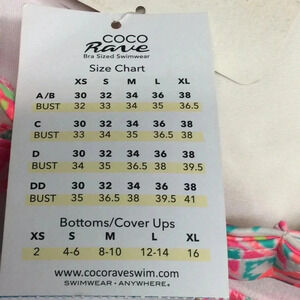 COCO
Rave
Bra Sized Swimwear
Size Chart
XS S M L XL
A/B 30 32 34 36 38
BUST 32 33 34 35 36.5
C 30 32 34 36 38
BUST 33 34 35 36.5 38
D 30 32 34 36 38
BUST 34 35 36.5 38 39.5
DD 30 32 34 36 38
BUST 35 36.5 38 39.5 41
Bottoms/Cover Ups
XS S M L XL
2 4-6 8-10 12-14 16
www.cocoraveswim.com
SWIMWEAR - ANYWHERE.